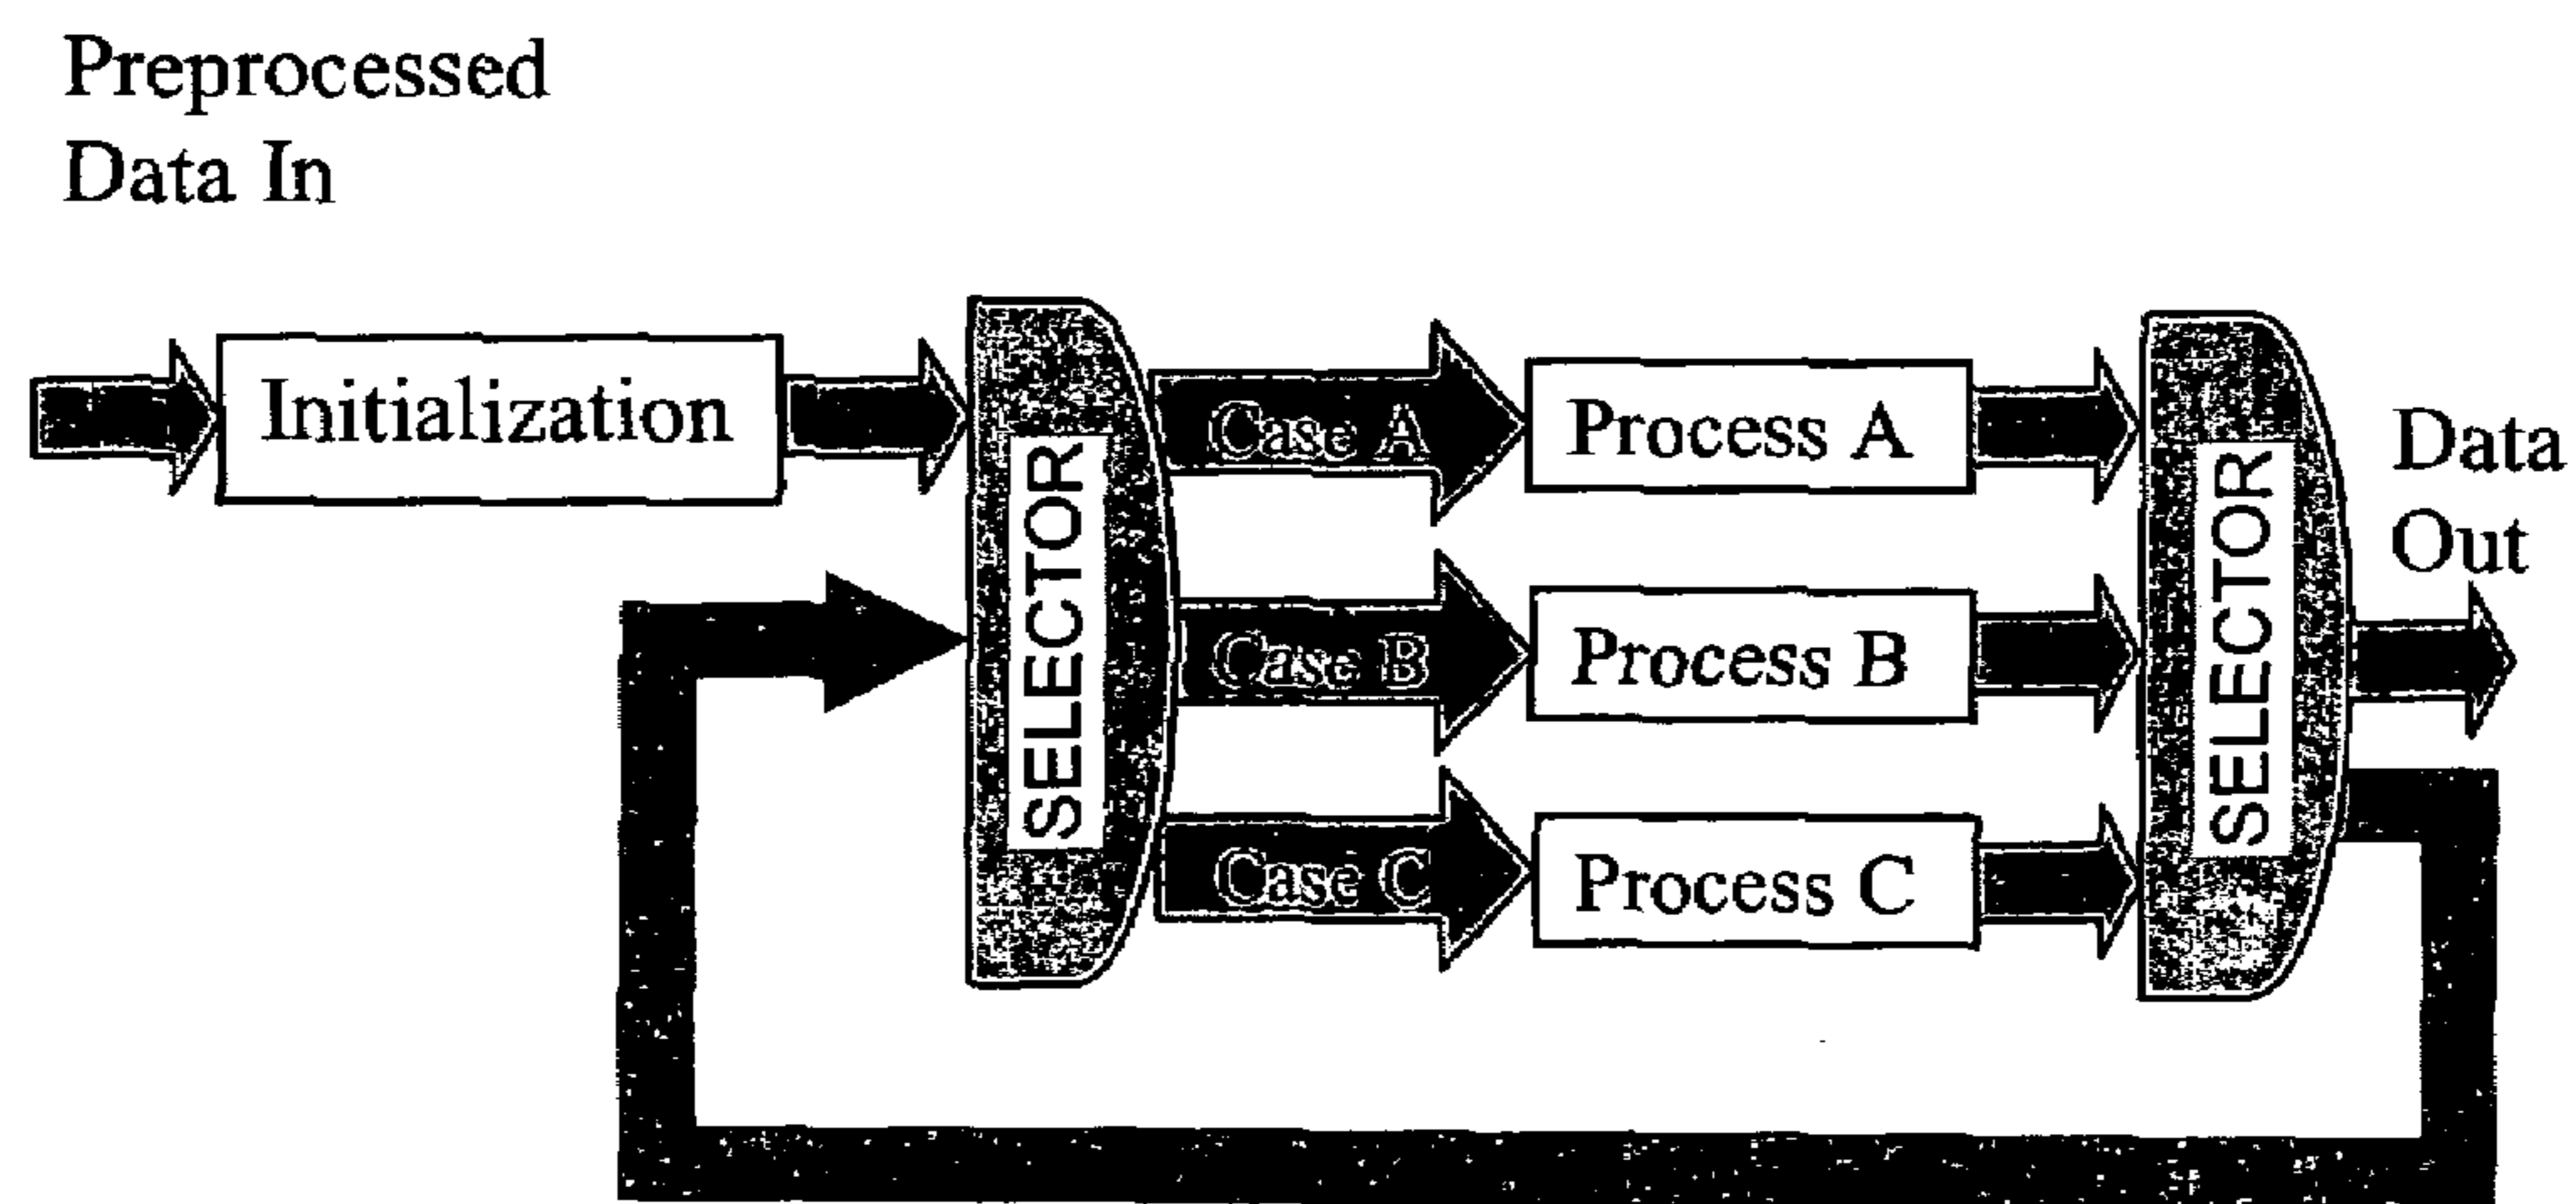 Preprocessed
Data In
Initialization
SELECTOR
Case A
Process A
Case B
Process B
Case C
Process C
SELECTOR
Data
Out